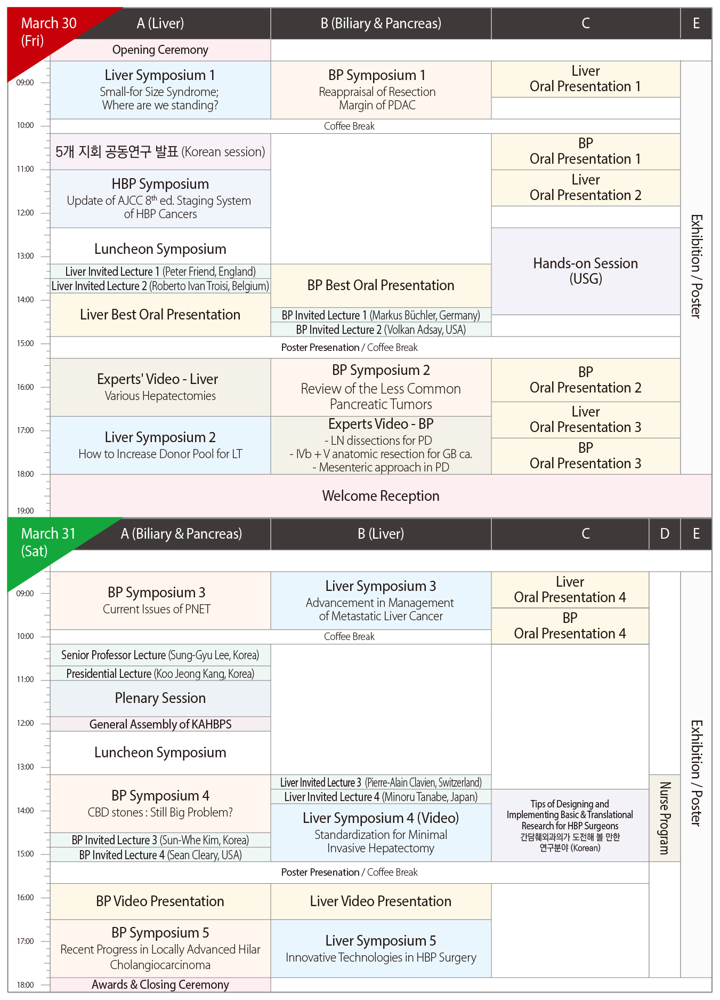 March 30
(Fri)
A (Liver)
B (Biliary & Pancreas)
C
E
Opening Ceremony
Liver Symposium 1
Small-for Size Syndrome;
Where are we standing?
BP Symposium 1
Reappraisal of Resection
Margin of PDAC
Liver
Oral Presentation 1
09:00
10:00
Coffee Break
5개 지회 공동연구 발표 (Korean session)
BP
Oral Presentation 1
11:00
HBP Symposium
Update of AJCC 8th ed. Staging System
of HBP Cancers
Liver
Oral Presentation 2
12:00
Luncheon Symposium
13:00
Liver Invited Lecture 1 (Peter Friend, England)
Liver Invited Lecture 2 (Roberto Ivan Troisi, Belgium)
BP Best Oral Presentation
Hands-on Session
(USG)
Exhibition / Poster
14:00
Liver Best Oral Presentation
BP Invited Lecture 1 (Markus Büchler, Germany)
BP Invited Lecture 2 (Volkan Adsay, USA)
15:00
Poster Presenation / Coffee Break
Experts' Video - Liver
Various Hepatectomies
BP Symposium 2
Review of the Less Common
Pancreatic Tumors
BP
Oral Presentation 2
16:00
Liver
Oral Presentation 3
17:00
Liver Symposium 2
How to Increase Donor Pool for LT
Experts Video - BP
- LN dissections for PD
- IVb + V anatomic resection for GB ca.
- Mesenteric approach in PD
BP
Oral Presentation 3
18:00
Welcome Reception
19:00
March 31
(Sat)
A (Biliary & Pancreas)
B (Liver)
C
D
E
09:00
BP Symposium 3
Current Issues of PNET
Liver Symposium 3
Advancement in Management
of Metastatic Liver Cancer
Liver
Oral Presentation 4
BP
Oral Presentation 4
10:00
Coffee Break
Senior Professor Lecture (Sung-Gyu Lee, Korea)
Presidential Lecture (Koo Jeong Kang, Korea)
11:00
Plenary Session
12:00
General Assembly of KAHBPS
Luncheon Symposium
13:00
BP Symposium 4
CBD stones : Still Big Problem?
Liver Invited Lecture 3 (Pierre-Alain Clavien, Switzerland)
Liver Invited Lecture 4 (Minoru Tanabe, Japan)
14:00
Liver Symposium 4 (Video)
Standardization for Minimal
Invasive Hepatectomy
Tips of Designing and
Implementing Basic & Translational
Research for HBP Surgeons
간담췌외과의가 도전해 볼 만한
연구분야 (Korean)
Nurse Program
Exhibition / Poster
BP Invited Lecture 3 (Sun-Whe Kim, Korea)
BP Invited Lecture 4 (Sean Cleary, USA)
15:00
Poster Presenation / Coffee Break
16:00
BP Video Presentation
Liver Video Presentation
17:00
BP Symposium 5
Recent Progress in Locally Advanced Hilar
Cholangiocarcinoma
Liver Symposium 5
Innovative Technologies in HBP Surgery
18:00
Awards & Closing Ceremony